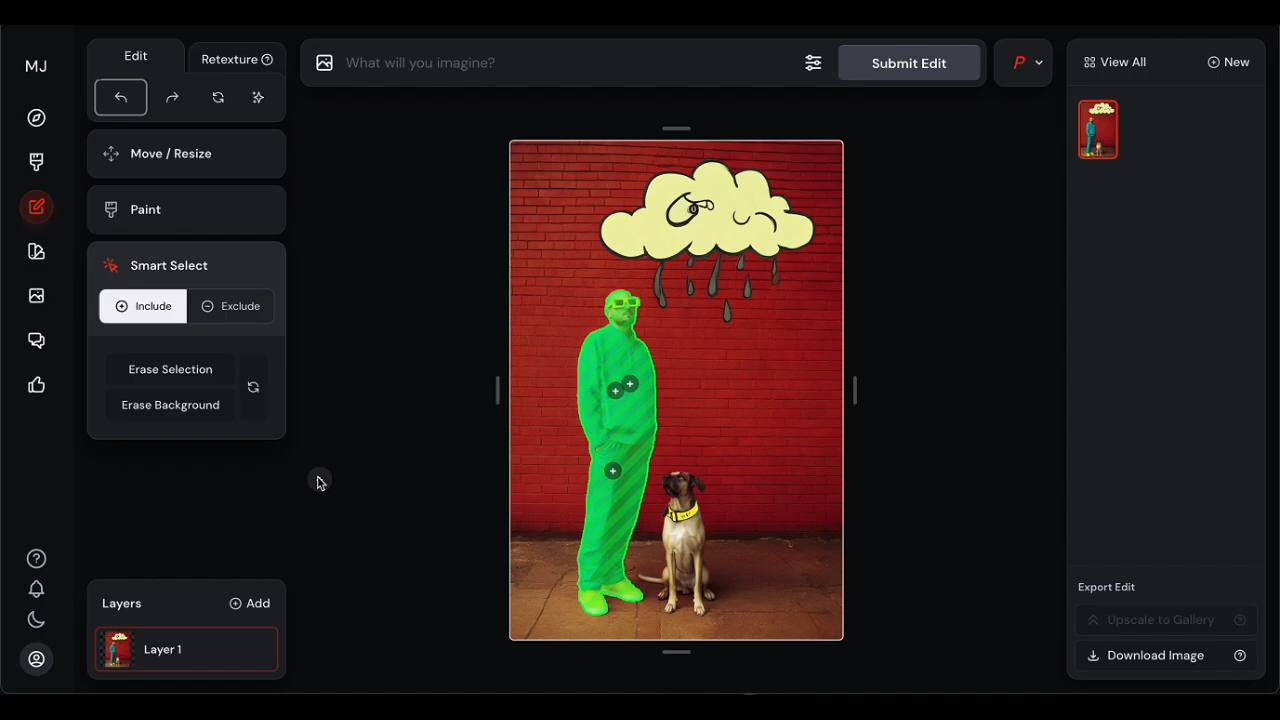 MJ
Edit
Retexture
Move / Resize
Paint
Smart Select
Include
Exclude
Erase Selection
Erase Background
Layers
Add
Layer 1
What will you imagine?
Submit Edit
P
View All
New
Export Edit
Upscale to Gallery
Download Image